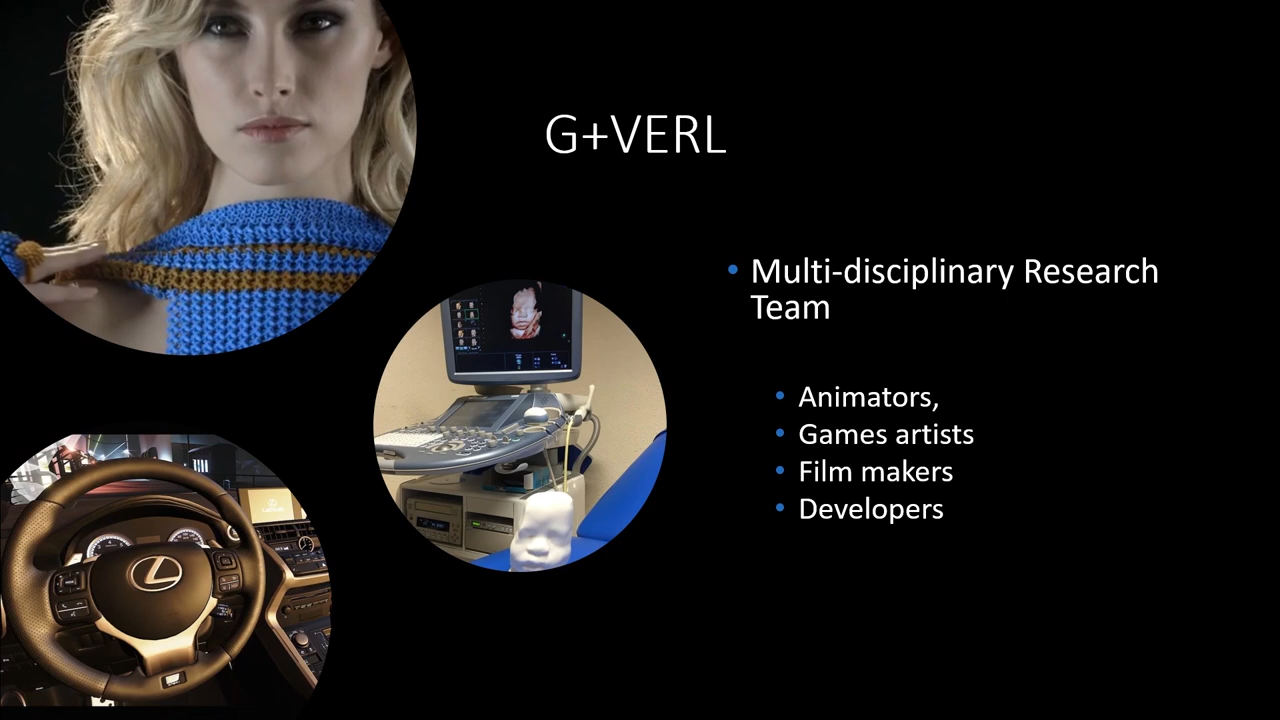 G+VERL
Multi-disciplinary Research
Team
Animators,
Games artists
Film makers
Developers